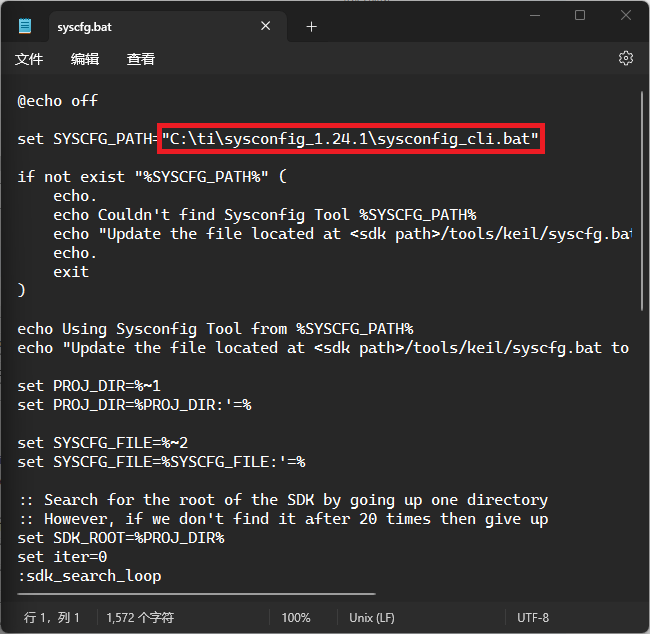 syscfg.bat
文件 编辑 查看
@echo off
set SYSCFG_PATH="C:\ti\sysconfig_1.24.1\sysconfig_cli.bat"
if not exist "%SYSCFG_PATH%" (
echo.
echo Couldn't find Sysconfig Tool %SYSCFG_PATH%
echo "Update the file located at <sdk path>/tools/keil/syscfg.bat
echo.
exit
)
echo Using Sysconfig Tool from %SYSCFG_PATH%
echo "Update the file located at <sdk path>/tools/keil/syscfg.bat to
set PROJ_DIR=%~1
set PROJ_DIR=%PROJ_DIR:'=%
set SYSCFG_FILE=%~2
set SYSCFG_FILE=%SYSCFG_FILE:'=%
:: Search for the root of the SDK by going up one directory
:: However, if we don't find it after 20 times then give up
set SDK_ROOT=%PROJ_DIR%
set iter=0
:sdk_search_loop
行 1，列 1 1,572 个字符 100% Unix (LF) UTF-8